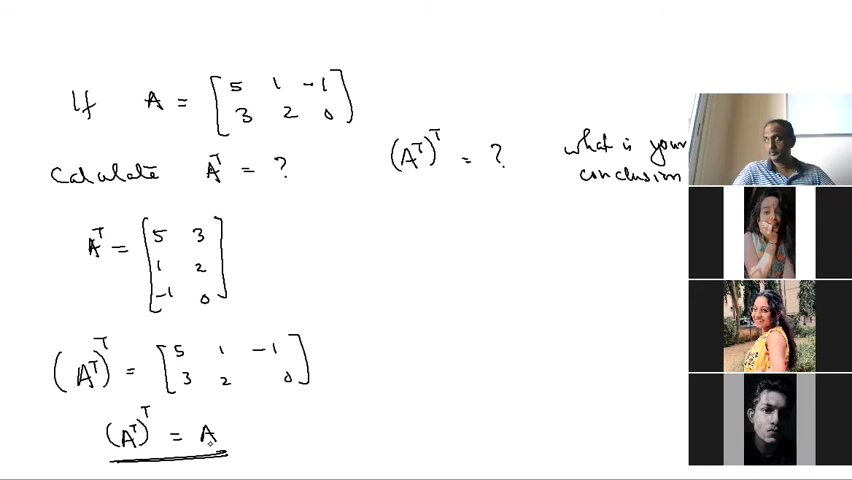 If A = [ 5 1 -1
3 2 0 ]
Calculate A^T = ? (A^T)^T = ? what is your
conclusion
A^T = [ 5 3
1 2
-1 0 ]
(A^T)^T = [ 5 1 -1
3 2 0 ]
(A^T)^T = A